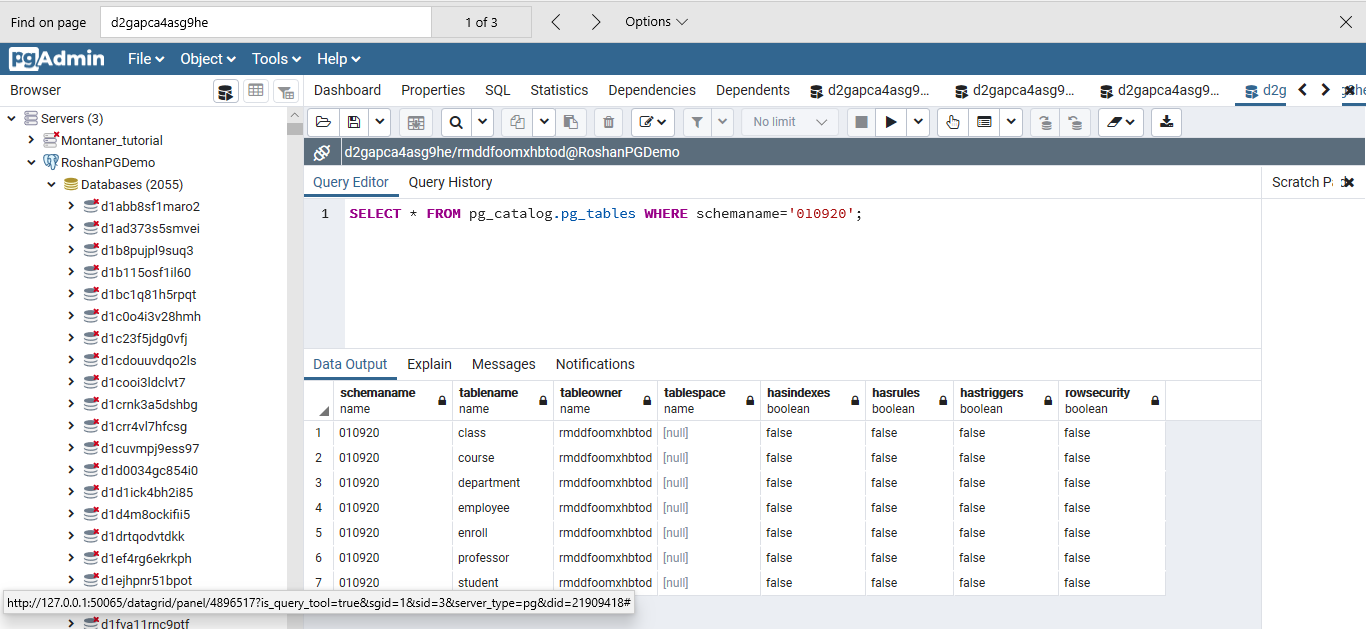 Find on page d2gapca4asg9he 1 of 3 Options
pgAdmin File Object Tools Help
Browser
Dashboard Properties SQL Statistics Dependencies Dependents d2gapca4asg9... d2gapca4asg9... d2gapca4asg9... d2g
Servers (3)
Montaner_tutorial
RoshanPGDemo
Databases (2055)
d1abb8sf1maro2
d1ad373s5smvei
d1b8pujpl9suq3
d1b115osf1il60
d1bc1q81h5rpqt
d1c0o4i3v28hmh
d1c23f5jdg0vfj
d1cdouuvdqo2ls
d1cooi3ldclvt7
d1crnk3a5dshbg
d1crr4vl7hfcsg
d1cuvmpj9ess97
d1d0034gc854i0
d1d1ick4bh2i85
d1d4m8ockifii5
d1drtqodvtdkk
d1ef4rg6ekrkph
d1ejhpnr51bpot
d1fva11rnc9ptf
No limit
d2gapca4asg9he/rmddfoomxhbtod@RoshanPGDemo
Query Editor Query History
Scratch P
1 SELECT * FROM pg_catalog.pg_tables WHERE schemaname='010920';
Data Output Explain Messages Notifications
schemaname tablename tableowner tablespace hasindexes hasrules hastriggers rowsecurity
name name name name boolean boolean boolean boolean
1 010920 class rmddfoomxhbtod [null] false false false false
2 010920 course rmddfoomxhbtod [null] false false false false
3 010920 department rmddfoomxhbtod [null] false false false false
4 010920 employee rmddfoomxhbtod [null] false false false false
5 010920 enroll rmddfoomxhbtod [null] false false false false
6 010920 professor rmddfoomxhbtod [null] false false false false
7 010920 student rmddfoomxhbtod [null] false false false false
http://127.0.0.1:50065/datagrid/panel/4896517?is_query_tool=true&sgid=1&sid=3&server_type=pg&did=21909418#